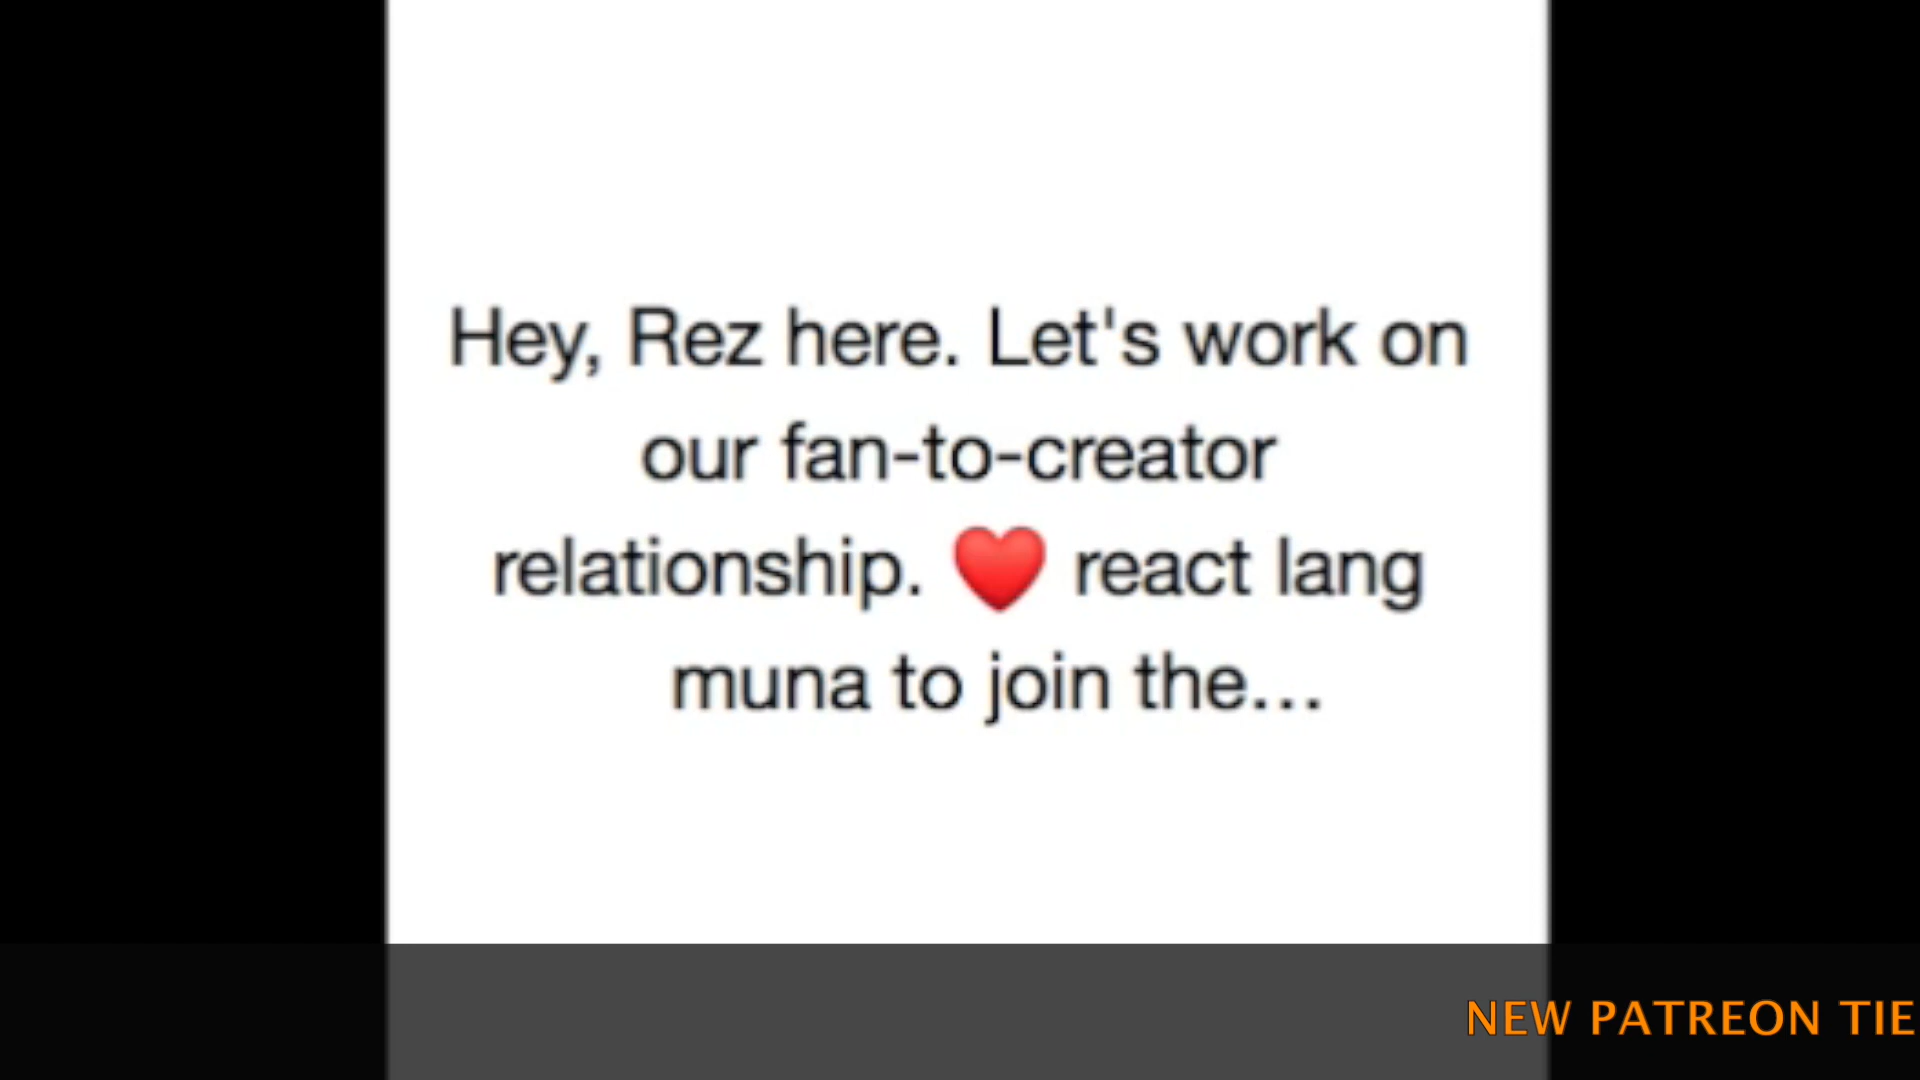 Hey, Rez here. Let's work on
our fan-to-creator
relationship. ❤️ react lang
muna to join the...
NEW PATREON TIE